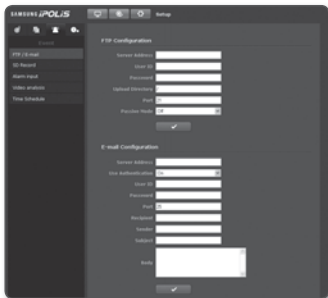 SAMSUNG iPOLiS
Setup
Events
FTP / E-mail
SD Record
Alarm input
Video analysis
Time Schedule
FTP Configuration
Server Address
User ID
Password
Upload Directory /
Port 21
Passive Mode Off
E-mail Configuration
Server Address
Use Authentication On
User ID
Password
Port 25
Recipient
Sender
Subject
Body